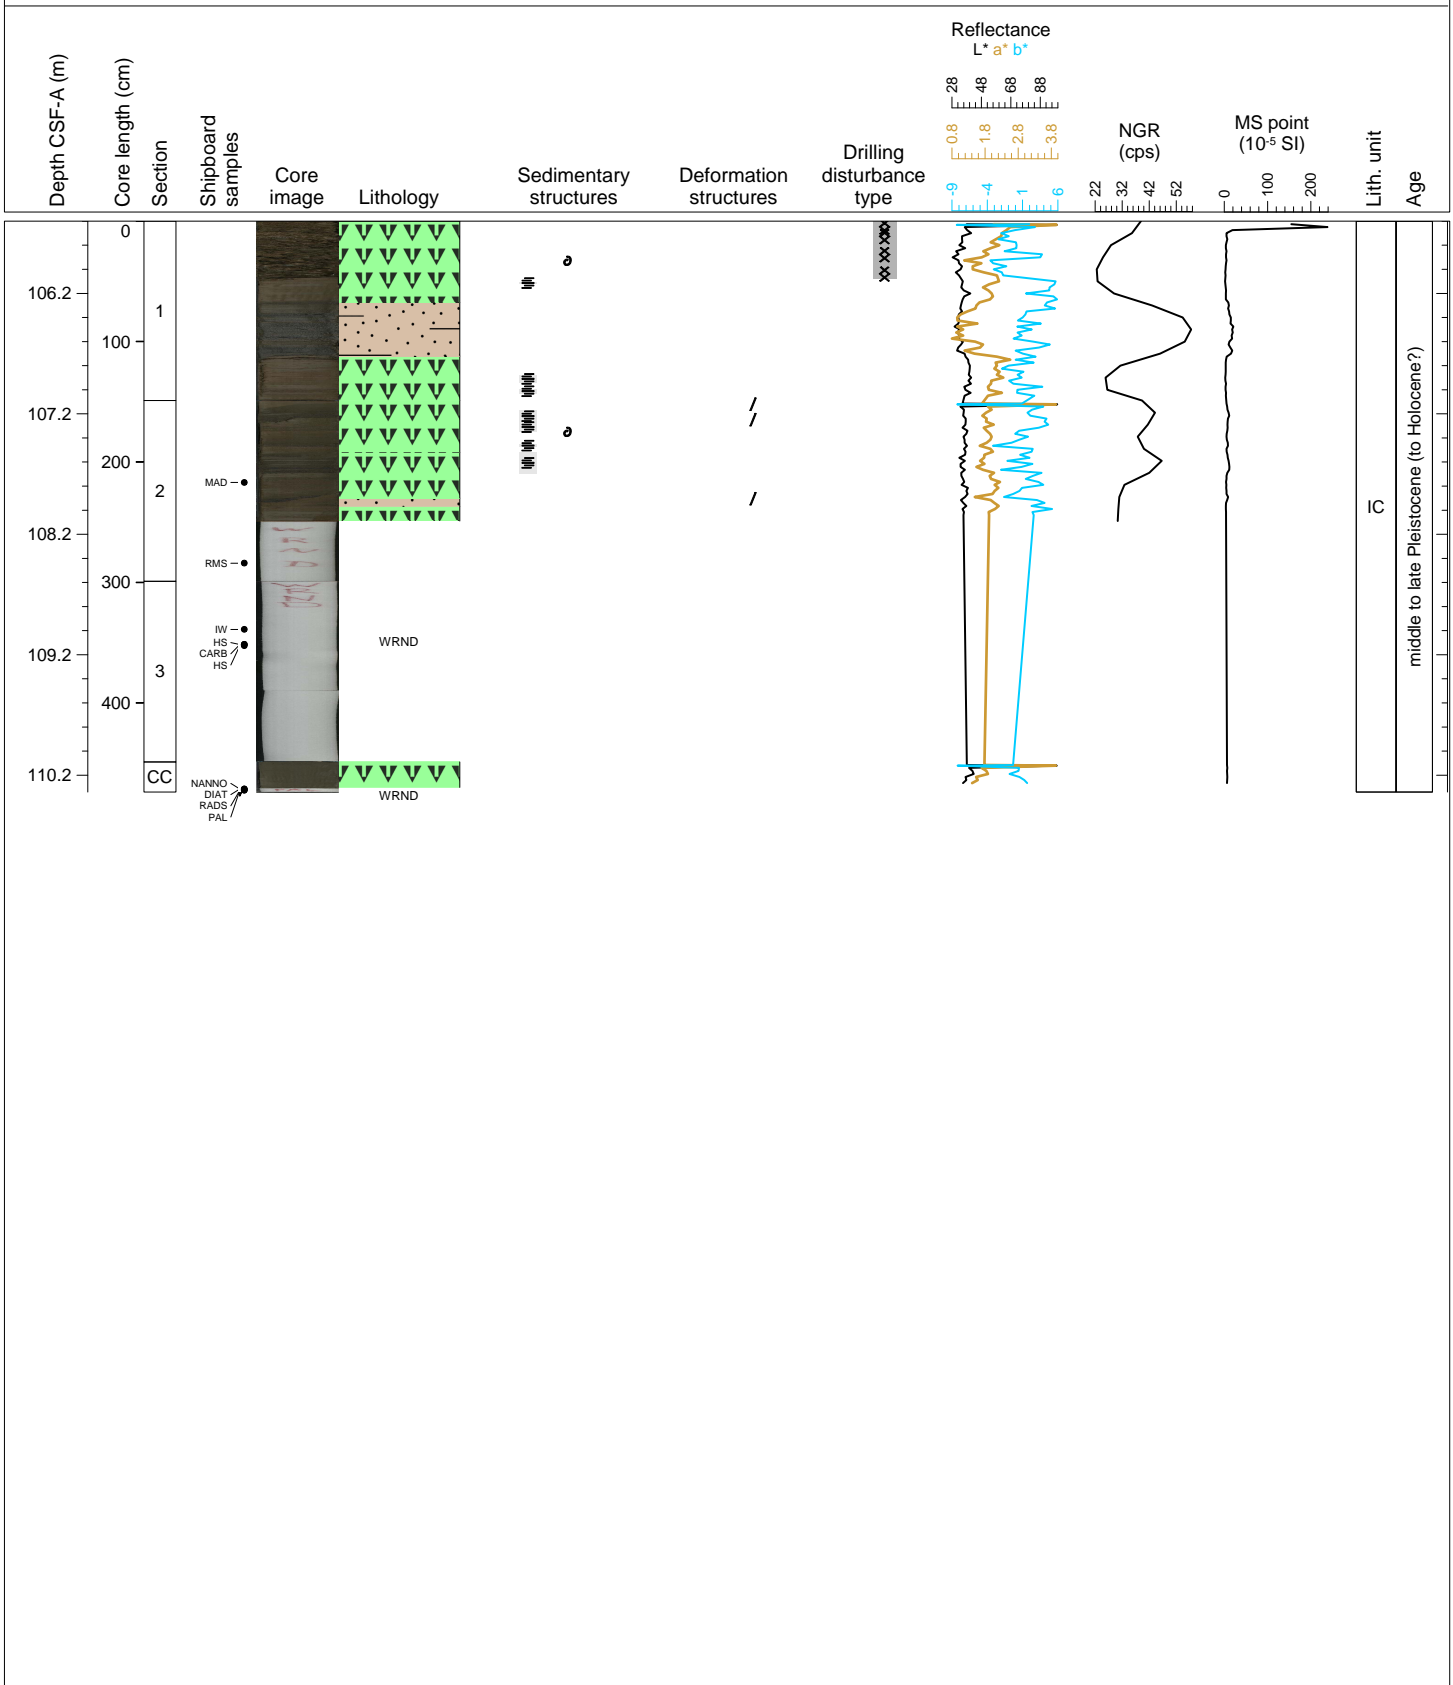 Depth CSF-A (m)
Core length (cm)
Section
Shipboard
samples
Core
image
Lithology
Sedimentary
structures
Deformation
structures
Drilling
disturbance
type
Reflectance
L* a* b*
28 48 68 88
0.8 1.8 2.8 3.8
-9 -4 1 6
NGR
(cps)
22 32 42 52
MS point
(10⁻⁵ SI)
0 100 200
Lith. unit
Age
0
106.2
1
100
107.2
200
MAD
2
108.2
RMS
300
IW
HS
CARB
HS
109.2
3
WRND
400
110.2
CC
NANNO
DIAT
RADS
PAL
WRND
IC
middle to late Pleistocene (to Holocene?)